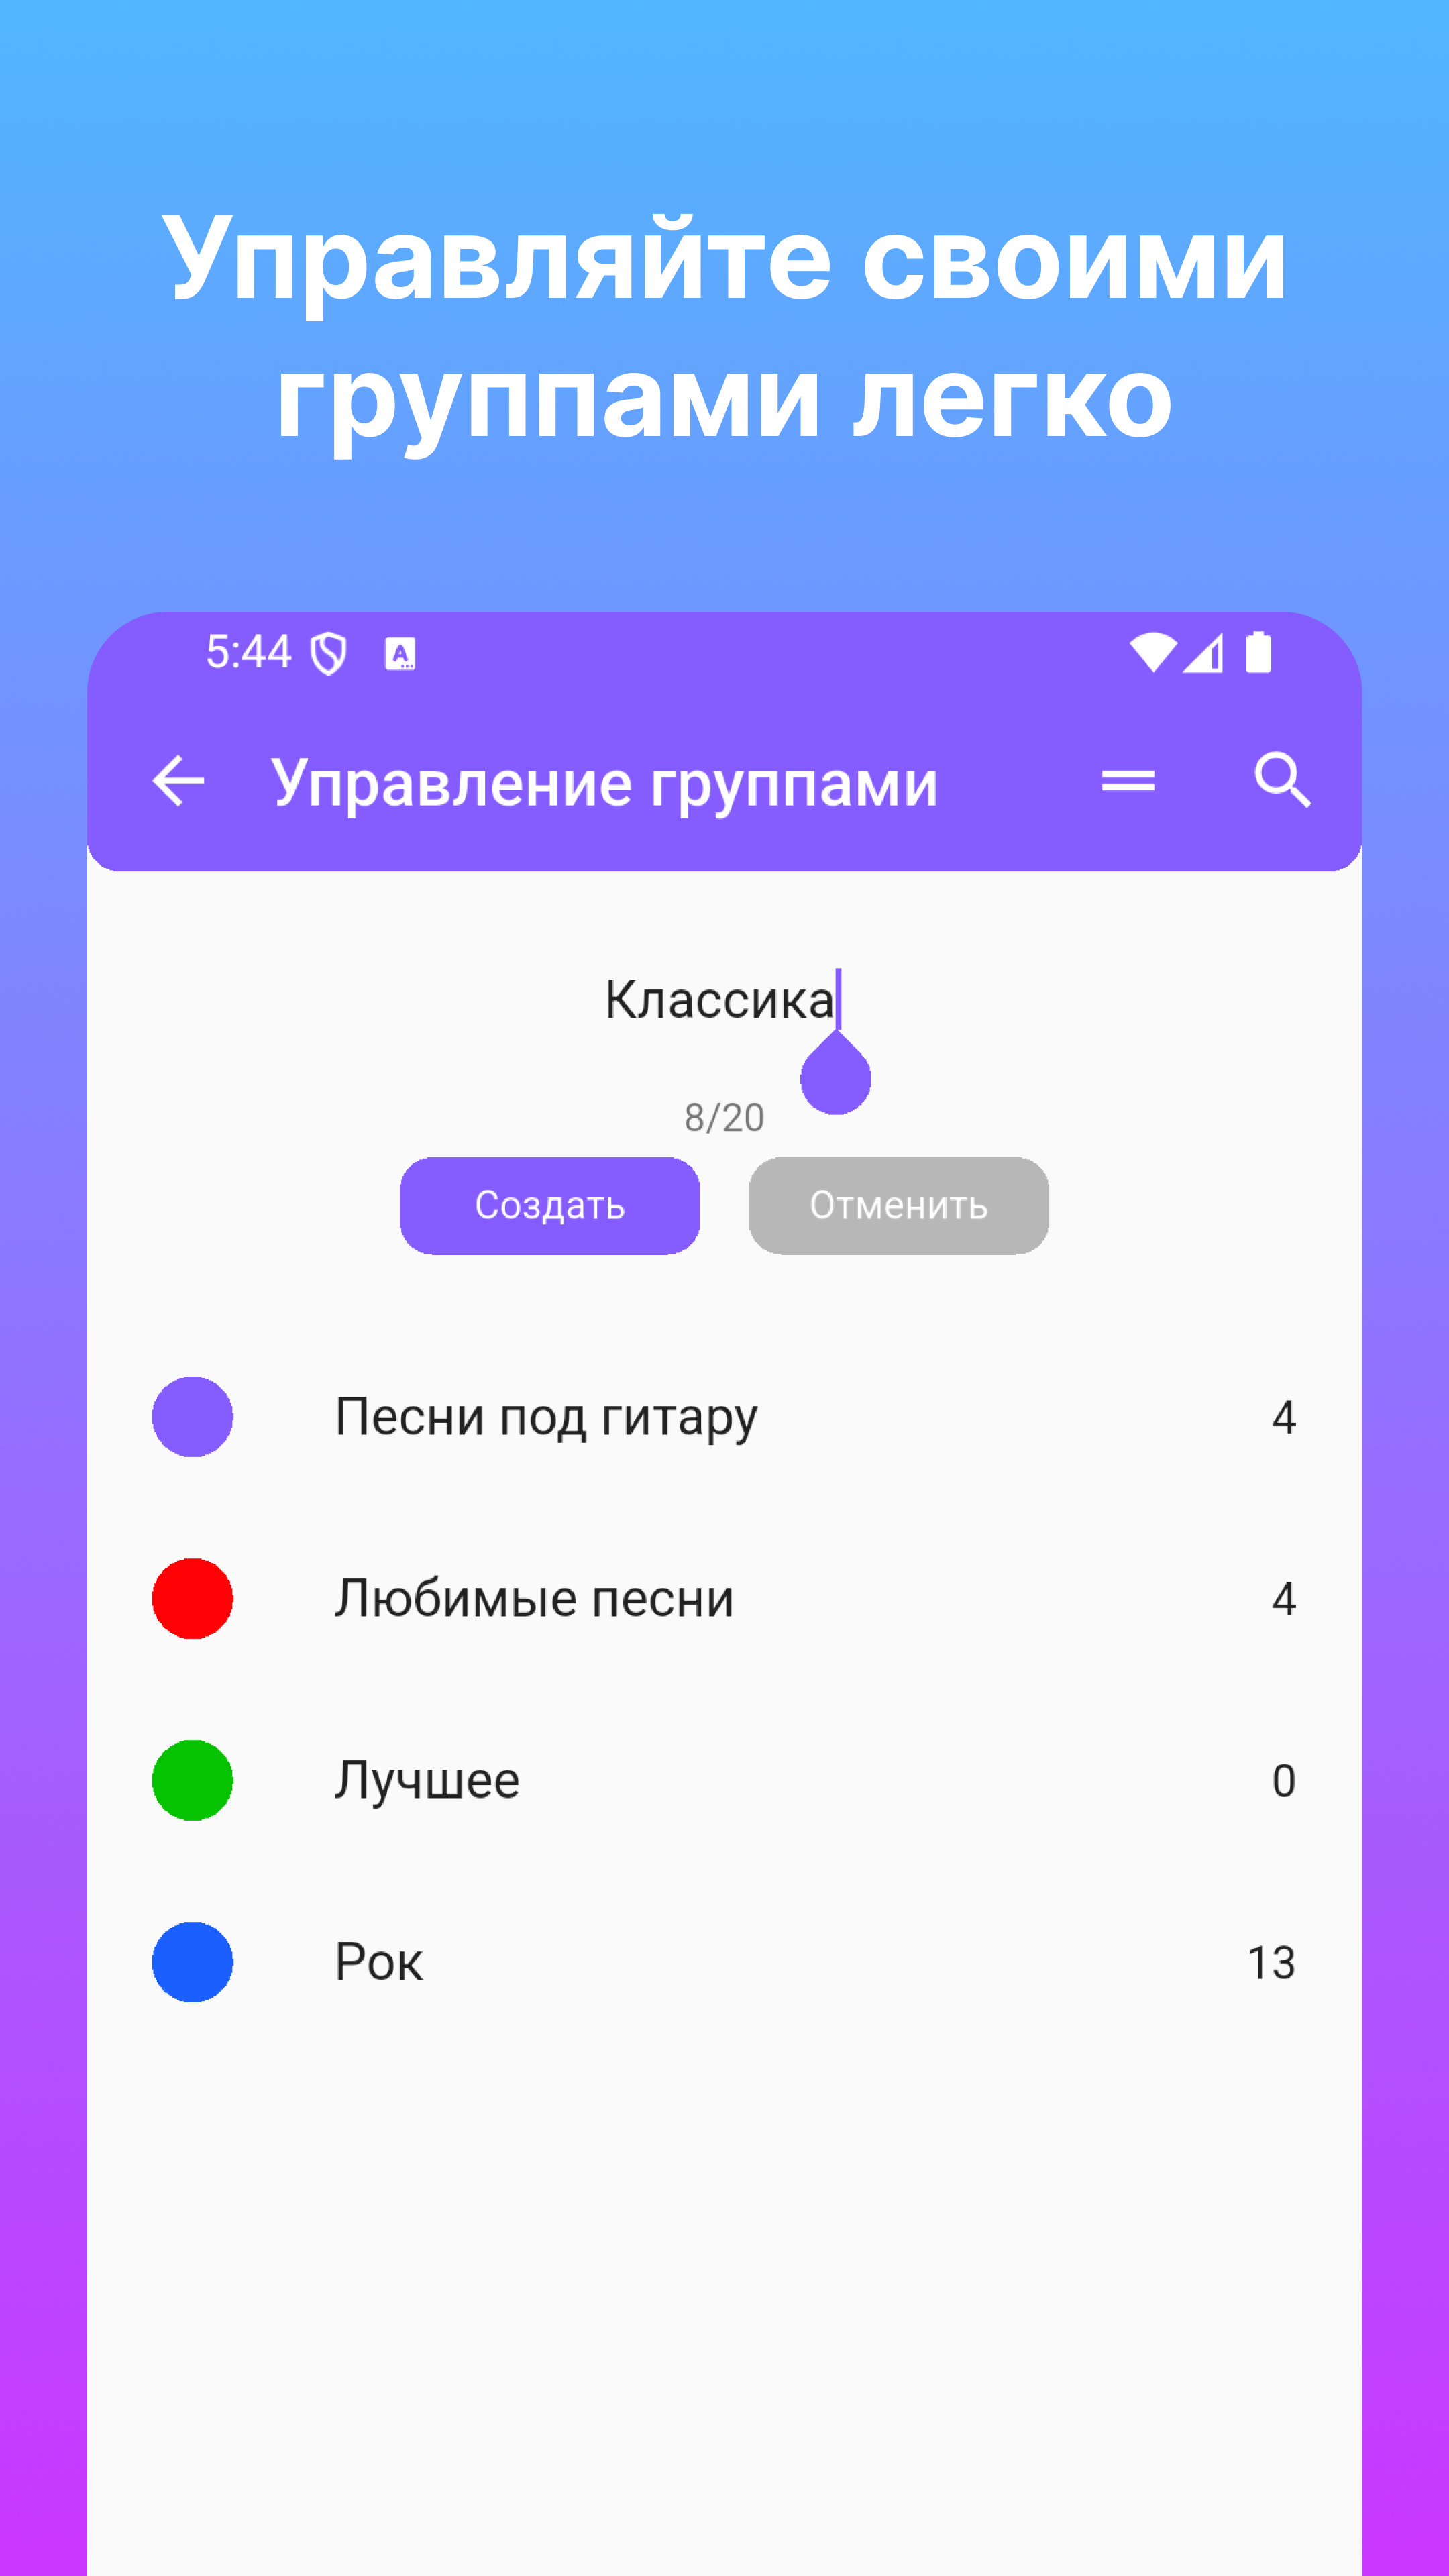 Управляйте своими
группами легко
5:44
Управление группами
Классика
8/20
Создать Отменить
Песни под гитару 4
Любимые песни 4
Лучшее 0
Рок 13